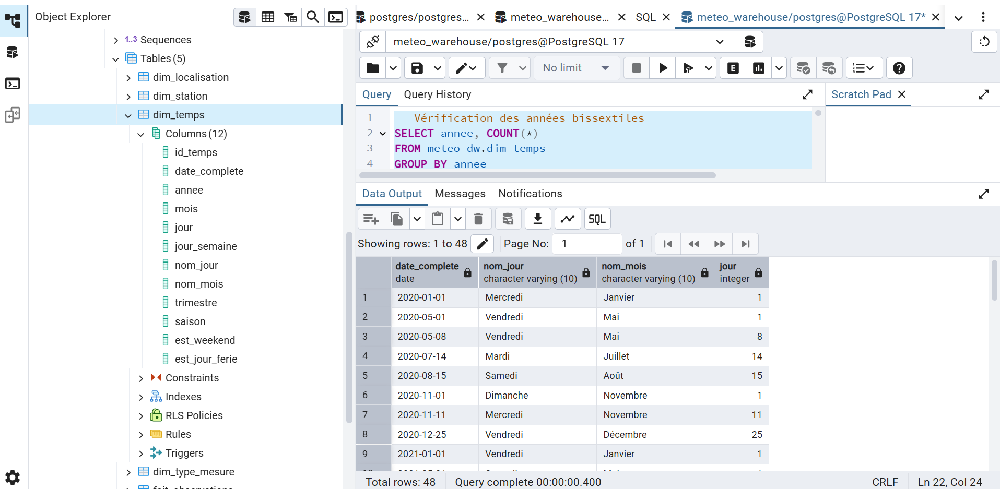 Object Explorer
postgres/postgres...
meteo_warehouse...
SQL
meteo_warehouse/postgres@PostgreSQL 17*
1..3 Sequences
Tables (5)
dim_localisation
dim_station
dim_temps
Columns (12)
id_temps
date_complete
annee
mois
jour
jour_semaine
nom_jour
nom_mois
trimestre
saison
est_weekend
est_jour_ferie
Constraints
Indexes
RLS Policies
Rules
Triggers
dim_type_mesure
meteo_warehouse/postgres@PostgreSQL 17
No limit
E
Query Query History
Scratch Pad
1 -- Vérification des années bissextiles
2 SELECT annee, COUNT(*)
3 FROM meteo_dw.dim_temps
4 GROUP BY annee
Data Output Messages Notifications
SQL
Showing rows: 1 to 48 Page No: 1 of 1
date_complete nom_jour nom_mois jour
date character varying (10) character varying (10) integer
1 2020-01-01 Mercredi Janvier 1
2 2020-05-01 Vendredi Mai 1
3 2020-05-08 Vendredi Mai 8
4 2020-07-14 Mardi Juillet 14
5 2020-08-15 Samedi Août 15
6 2020-11-01 Dimanche Novembre 1
7 2020-11-11 Mercredi Novembre 11
8 2020-12-25 Vendredi Décembre 25
9 2021-01-01 Vendredi Janvier 1
Total rows: 48 Query complete 00:00:00.400 CRLF Ln 22, Col 24